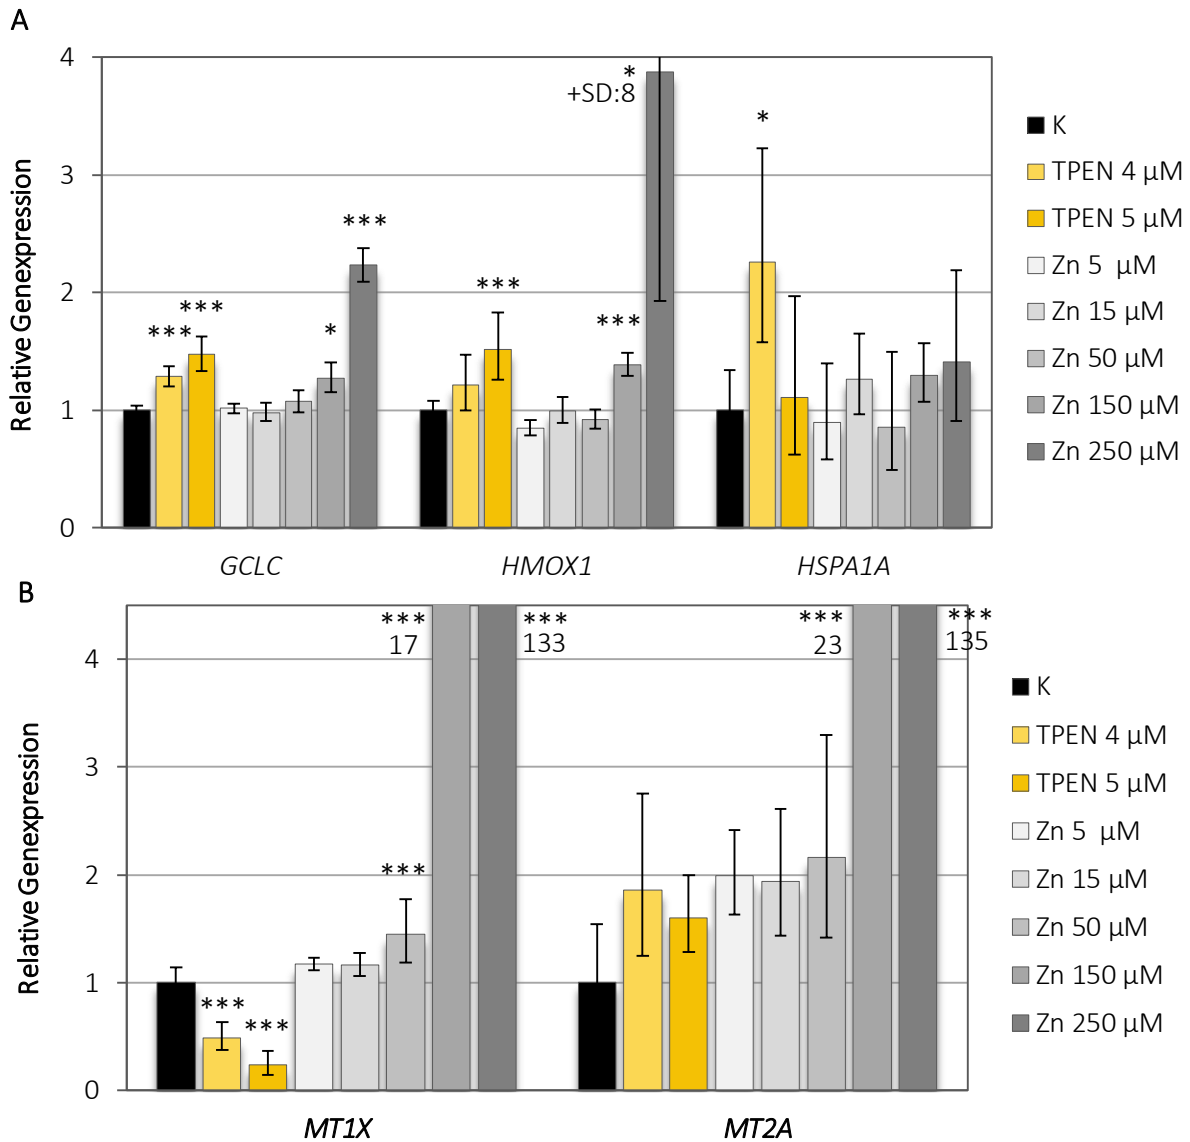 A
4
3
2
1
0
Relative Genexpression
***
***
*
***
***
***
*
+SD:8
*
GCLC
HMOX1
HSPA1A
K
TPEN 4 µM
TPEN 5 µM
Zn 5 µM
Zn 15 µM
Zn 50 µM
Zn 150 µM
Zn 250 µM
B
4
3
2
1
0
Relative Genexpression
***
***
***
***
17
***
133
***
23
***
135
MT1X
MT2A
K
TPEN 4 µM
TPEN 5 µM
Zn 5 µM
Zn 15 µM
Zn 50 µM
Zn 150 µM
Zn 250 µM